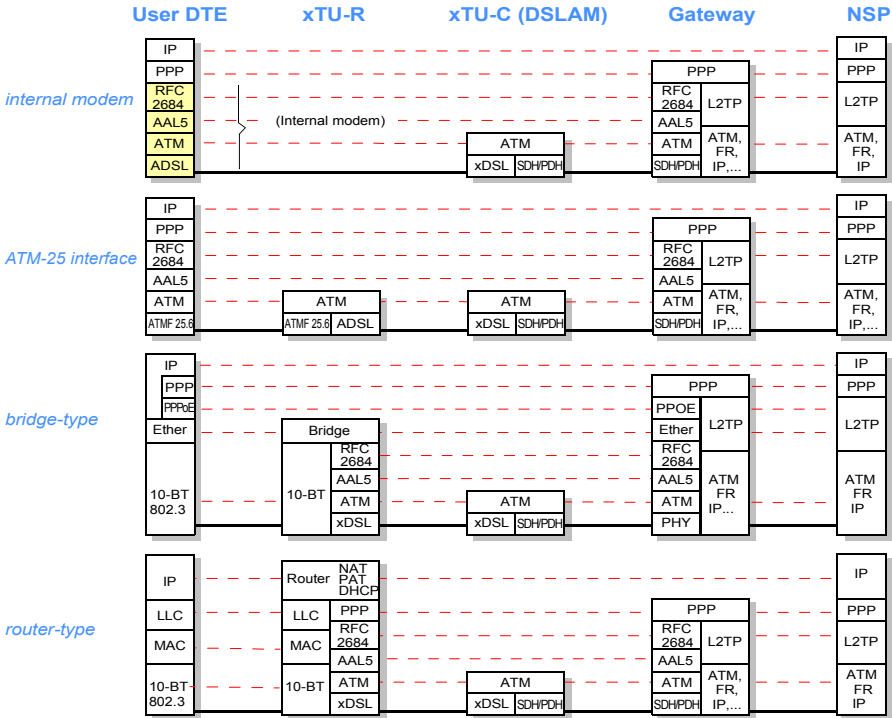 User DTE xTU-R xTU-C (DSLAM) Gateway NSP
internal modem
IP
PPP
RFC
2684
AAL5
ATM
ADSL
(Internal modem)
ATM
xDSL SDH/PDH
PPP
RFC
2684
AAL5
ATM
SDH/PDH
L2TP
ATM,
FR,
IP,...
IP
PPP
L2TP
ATM,
FR,
IP
ATM-25 interface
IP
PPP
RFC
2684
AAL5
ATM
ATMF 25.6
ATM
ATMF 25.6 ADSL
ATM
xDSL SDH/PDH
PPP
RFC
2684
AAL5
ATM
SDH/PDH
L2TP
ATM,
FR,
IP,...
IP
PPP
L2TP
ATM,
FR,
IP,...
bridge-type
IP
PPP
PPPoE
Ether
10-BT
802.3
Bridge
10-BT
RFC
2684
AAL5
ATM
xDSL
ATM
xDSL SDH/PDH
PPP
PPOE
Ether
RFC
2684
AAL5
ATM
PHY
L2TP
ATM
FR
IP...
IP
PPP
L2TP
ATM
FR
IP
router-type
IP
LLC
MAC
10-BT
802.3
Router
NAT
PAT
DHCP
LLC
MAC
10-BT
PPP
RFC
2684
AAL5
ATM
xDSL
ATM
xDSL SDH/PDH
PPP
RFC
2684
AAL5
ATM
SDH/PDH
L2TP
ATM,
FR,
IP,...
IP
PPP
L2TP
ATM
FR
IP